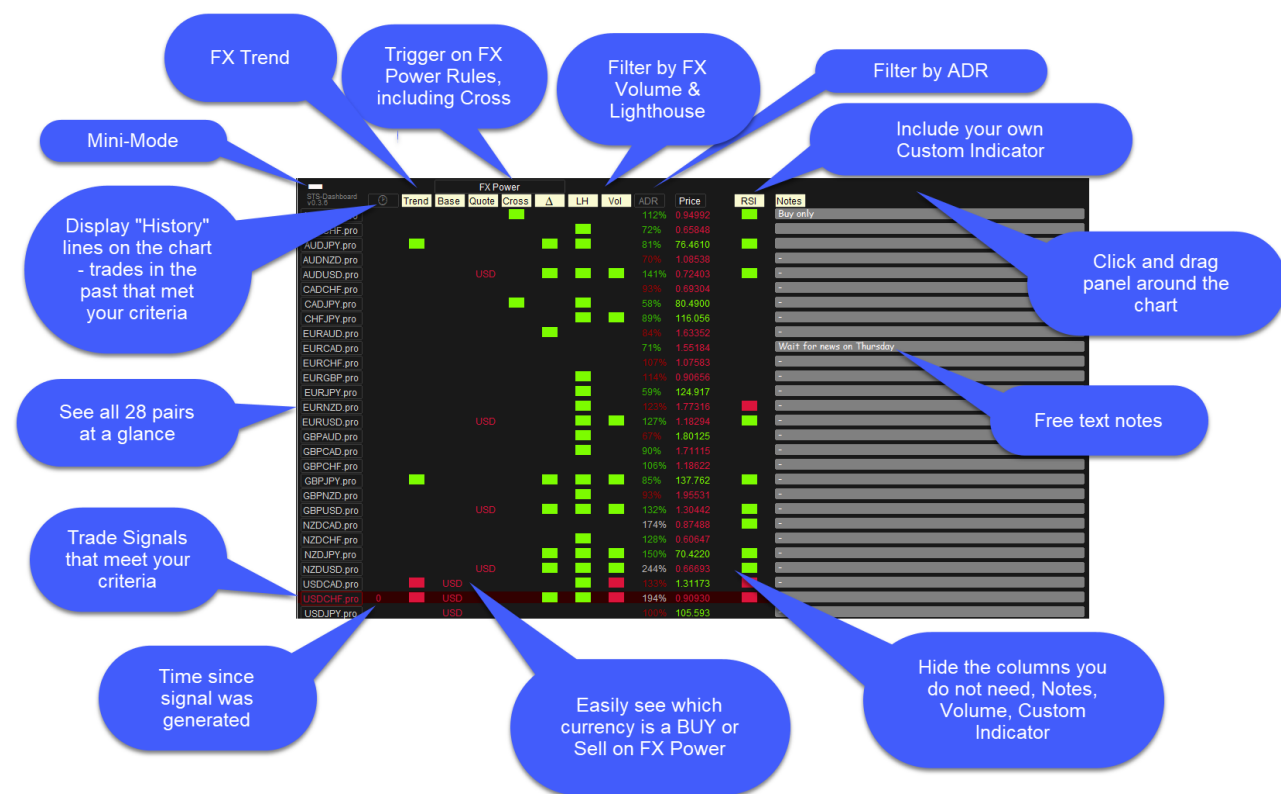 FX Trend
Trigger on FX
Power Rules,
including Cross
Filter by FX
Volume &
Lighthouse
Filter by ADR
Mini-Mode
Include your own
Custom Indicator
Display "History"
lines on the chart
- trades in the
past that met
your criteria
Click and drag
panel around the
chart
See all 28 pairs
at a glance
Free text notes
Trade Signals
that meet your
criteria
Time since
signal was
generated
Easily see which
currency is a BUY or
Sell on FX Power
Hide the columns you
do not need, Notes,
Volume, Custom
Indicator
FX Power
STS-Dashboard
v0.3.6
Trend Base Quote Cross Δ LH Vol ADR Price RSI Notes
112% 0.94992 Buy only
72% 0.65848
AUDJPY.pro 81% 76.4610 -
AUDNZD.pro 70% 1.08538 -
AUDUSD.pro USD 141% 0.72403 -
CADCHF.pro 93% 0.69304 -
CADJPY.pro 58% 80.4900 -
CHFJPY.pro 89% 116.056 -
EURAUD.pro 84% 1.63352 -
EURCAD.pro 71% 1.55184 Wait for news on Thursday
EURCHF.pro 107% 1.07583 -
EURGBP.pro 114% 0.90656 -
EURJPY.pro 59% 124.917 -
EURNZD.pro 123% 1.77316 -
EURUSD.pro USD 127% 1.18294 -
GBPAUD.pro 1.80125 -
GBPCAD.pro 90% 1.71115 -
GBPCHF.pro 106% 1.18622 -
GBPJPY.pro 85% 137.762 -
GBPNZD.pro 93% 1.95531 -
GBPUSD.pro USD 132% 1.30442 -
NZDCAD.pro 174% 0.87488 -
NZDCHF.pro 128% 0.60647 -
NZDJPY.pro 150% 70.4220 -
NZDUSD.pro USD 244% 0.66693 -
USDCAD.pro USD 133% 1.31173 -
USDCHF.pro 0 USD 194% 0.90930 -
USDJPY.pro USD 100% 105.593 -